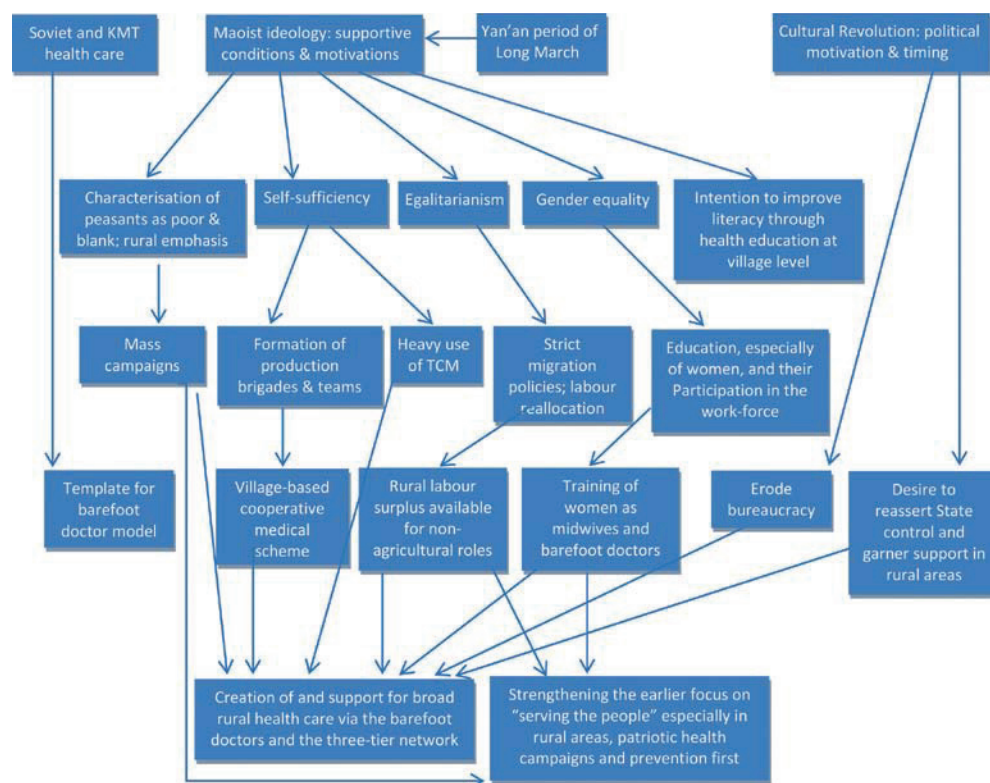 Soviet and KMT
health care
Maoist ideology: supportive
conditions & motivations
Yan'an period of
Long March
Cultural Revolution: political
motivation & timing
Characterisation of
peasants as poor &
blank; rural emphasis
Self-sufficiency
Egalitarianism
Gender equality
Intention to improve
literacy through
health education at
village level
Mass
campaigns
Formation of
production
brigades & teams
Heavy use
of TCM
Strict
migration
policies; labour
reallocation
Education, especially
of women, and their
Participation in the
work-force
Template for
barefoot
doctor model
Village-based
cooperative
medical
scheme
Rural labour
surplus available
for non-
agricultural roles
Training of
women as
midwives and
barefoot doctors
Erode
bureaucracy
Desire to
reassert State
control and
garner support in
rural areas
Creation of and support for broad
rural health care via the barefoot
doctors and the three-tier network
Strengthening the earlier focus on
"serving the people" especially in
rural areas, patriotic health
campaigns and prevention first